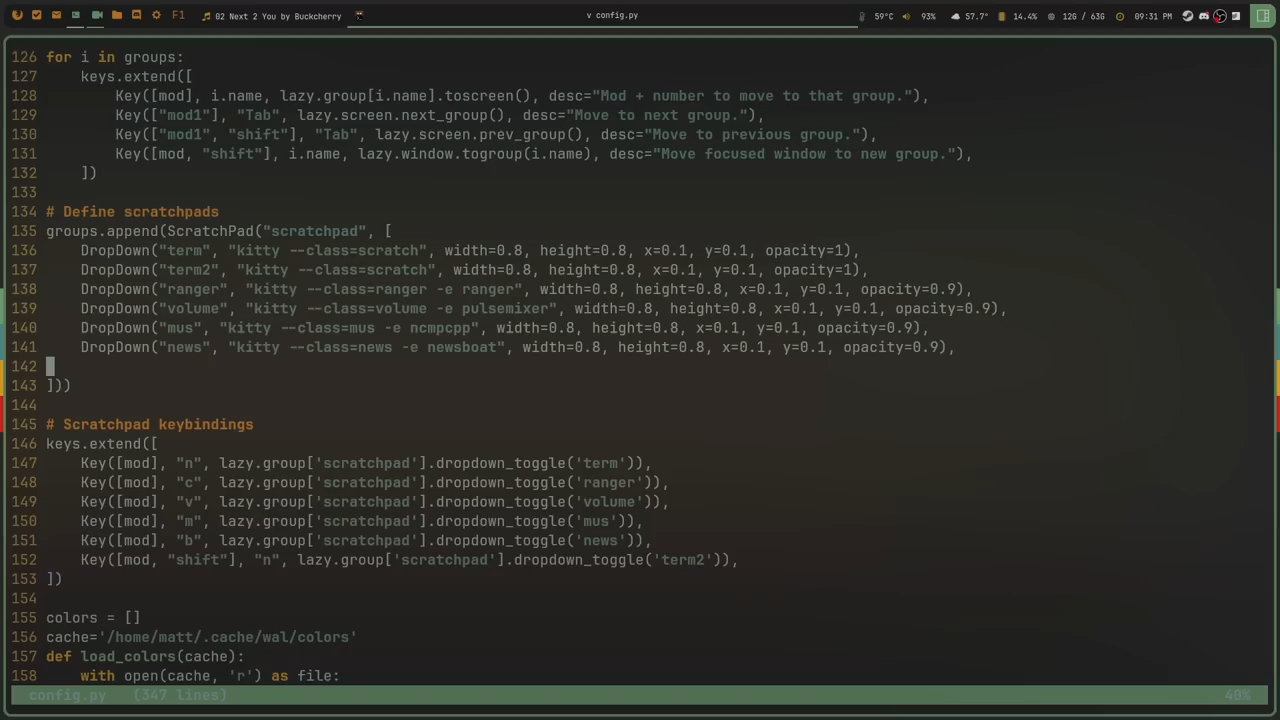 F1 02 Next 2 You by Buckcherry v config.py 59°C 93% 57.7° 14.4% 12G / 63G 09:31 PM
126 for i in groups:
127     keys.extend([
128         Key([mod], i.name, lazy.group[i.name].toscreen(), desc="Mod + number to move to that group."),
129         Key(["mod1"], "Tab", lazy.screen.next_group(), desc="Move to next group."),
130         Key(["mod1", "shift"], "Tab", lazy.screen.prev_group(), desc="Move to previous group."),
131         Key([mod, "shift"], i.name, lazy.window.togroup(i.name), desc="Move focused window to new group."),
132     ])
133
134 # Define scratchpads
135 groups.append(ScratchPad("scratchpad", [
136     DropDown("term", "kitty --class=scratch", width=0.8, height=0.8, x=0.1, y=0.1, opacity=1),
137     DropDown("term2", "kitty --class=scratch", width=0.8, height=0.8, x=0.1, y=0.1, opacity=1),
138     DropDown("ranger", "kitty --class=ranger -e ranger", width=0.8, height=0.8, x=0.1, y=0.1, opacity=0.9),
139     DropDown("volume", "kitty --class=volume -e pulsemixer", width=0.8, height=0.8, x=0.1, y=0.1, opacity=0.9),
140     DropDown("mus", "kitty --class=mus -e ncmpcpp", width=0.8, height=0.8, x=0.1, y=0.1, opacity=0.9),
141     DropDown("news", "kitty --class=news -e newsboat", width=0.8, height=0.8, x=0.1, y=0.1, opacity=0.9),
142
143 ]))
144
145 # Scratchpad keybindings
146 keys.extend([
147     Key([mod], "n", lazy.group['scratchpad'].dropdown_toggle('term')),
148     Key([mod], "c", lazy.group['scratchpad'].dropdown_toggle('ranger')),
149     Key([mod], "v", lazy.group['scratchpad'].dropdown_toggle('volume')),
150     Key([mod], "m", lazy.group['scratchpad'].dropdown_toggle('mus')),
151     Key([mod], "b", lazy.group['scratchpad'].dropdown_toggle('news')),
152     Key([mod, "shift"], "n", lazy.group['scratchpad'].dropdown_toggle('term2')),
153 ])
154
155 colors = []
156 cache='/home/matt/.cache/wal/colors'
157 def load_colors(cache):
158     with open(cache, 'r') as file:
config.py (347 lines) 40%